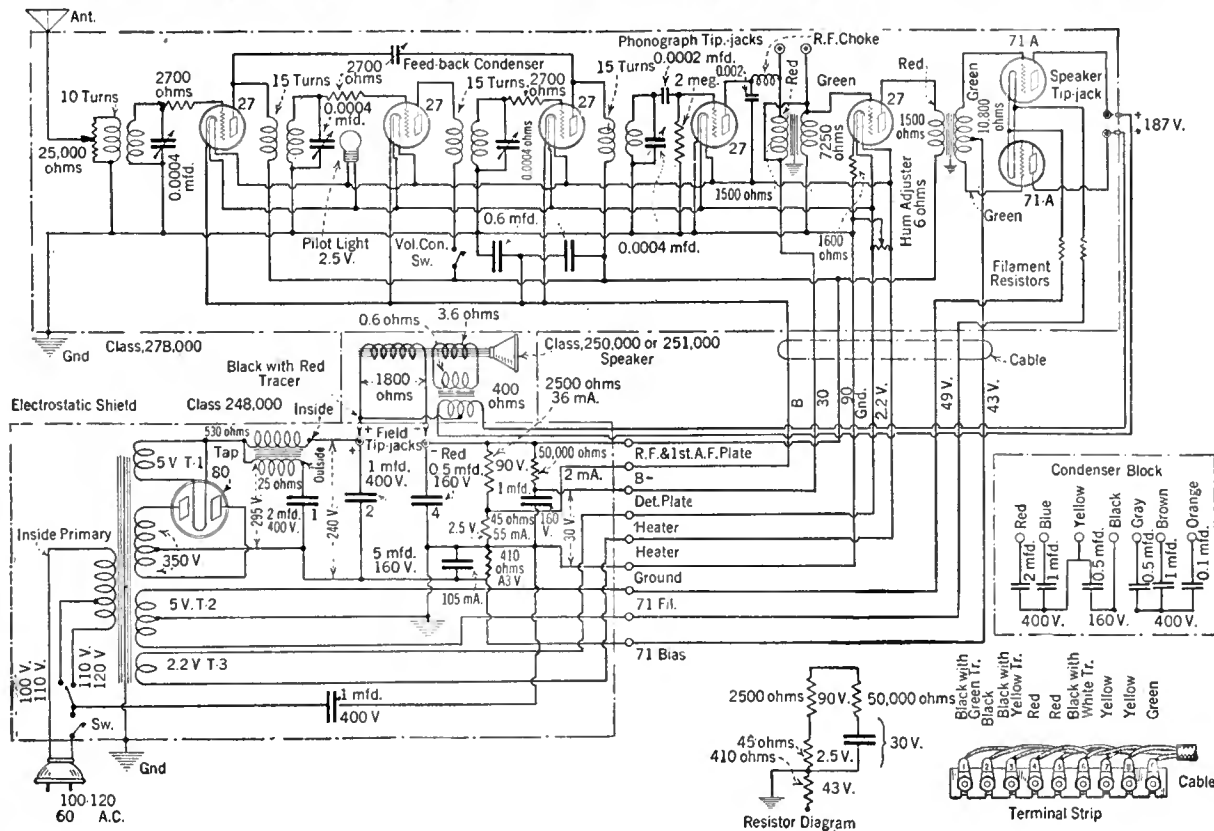 Ant.
10 Turns
25,000 ohms
0.0004 mfd.
2700 ohms
27
15 Turns
2700 ohms
0.0004 mfd.
Feed-back Condenser
27
15 Turns
2700 ohms
0.0004 ohms
27
15 Turns
Phonograph Tip-jacks
0.0002 mfd.
2 meg.
0.002
R.F. Choke
Red
27
Green
7250 ohms
27
1500 ohms
1500 ohms
1600 ohms
Hum Adjuster
6 ohms
Red
Green
10,800 ohms
Green
71 A
71-A
Speaker Tip-jack
+
187 V.
Filament Resistors
Pilot Light
2.5 V.
Vol. Con. Sw.
0.6 mfd.
0.0004 mfd.
Gnd
Class, 278,000
0.6 ohms
3.6 ohms
Class, 250,000 or 251,000
Speaker
Cable
Black with Red Tracer
1800 ohms
400 ohms
2500 ohms
36 mA.
B
30
90
Gnd.
2.2 V.
49 V.
43 V.
Electrostatic Shield
Class 248,000
Inside
530 ohms
Tap
80
5 V T-1
25 ohms
Outside
295 V.
2 mfd.
400 V.
1
240 V.
+ Field Tip-jacks -
+
1 mfd.
400 V.
2
Red
0.5 mfd
160 V
4
90 V.
50,000 ohms
2 mA.
1 mfd.
160 V.
30 V.
2.5 V.
45 ohms
55 mA.
410 ohms
5 mfd.
160 V.
105 mA.
Inside Primary
350 V.
5 V. T-2
2.2 V T-3
100 V.
110 V.
110 V.
120 V
Sw.
1 mfd.
400 V.
Gnd
100-120
60 A.C.
R.F. & 1st. A.F. Plate
B-
Det. Plate
Heater
Heater
Ground
71 Fil.
71 Bias
Condenser Block
Red
Blue
Yellow
Black
Gray
Brown
Orange
2 mfd.
1 mfd.
0.5 mfd.
0.5 mfd.
1 mfd.
0.1 mfd.
400 V.
160 V.
400 V.
2500 ohms
90 V.
50,000 ohms
45 ohms
2.5 V.
30 V.
410 ohms
43 V.
Resistor Diagram
Black with Green Tr.
Black
Black with Yellow Tr.
Red
Red
Black with White Tr.
Yellow
Yellow
Green
Cable
Terminal Strip